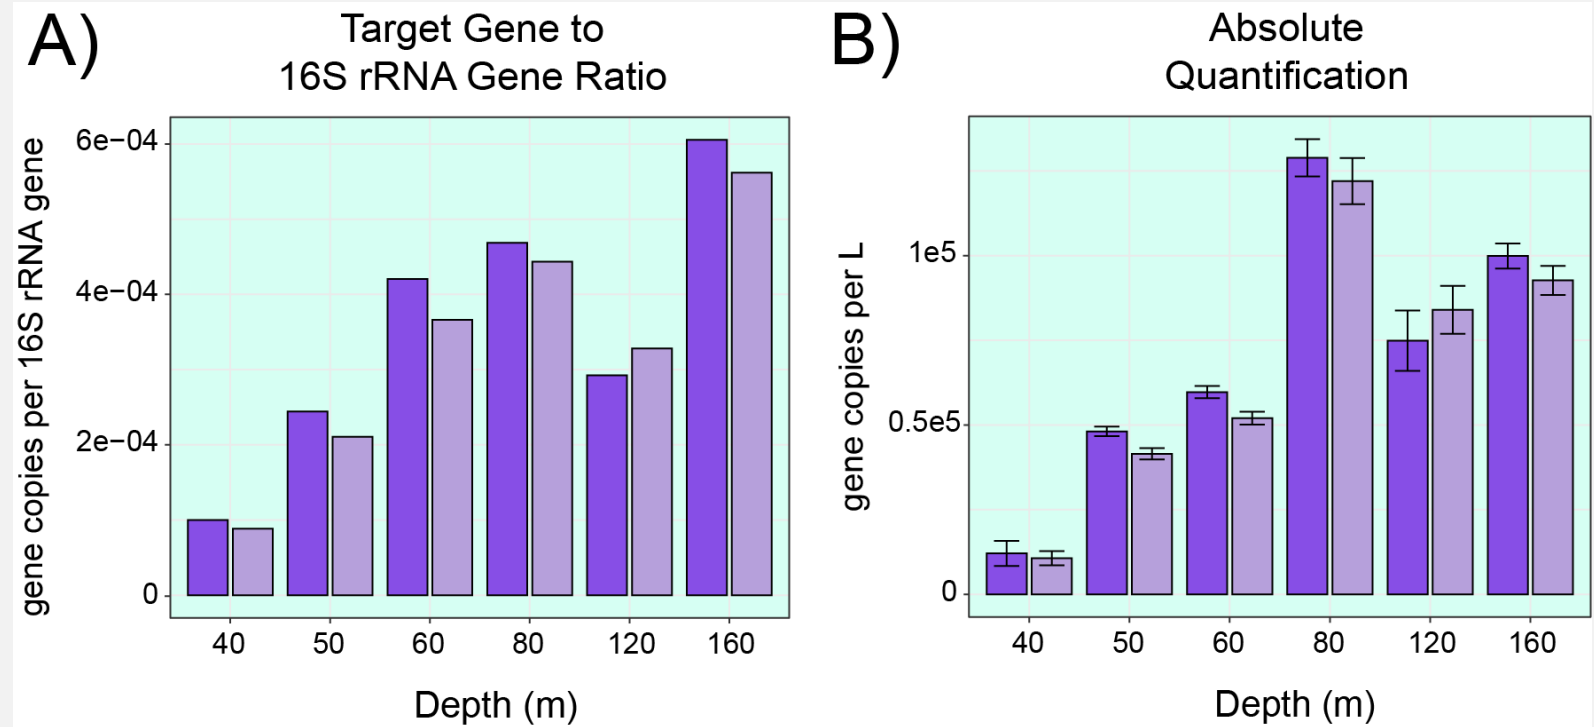 A)
Target Gene to
16S rRNA Gene Ratio
gene copies per 16S rRNA gene
6e−04
4e−04
2e−04
0
40 50 60 80 120 160
Depth (m)
B)
Absolute
Quantification
gene copies per L
1e5
0.5e5
0
40 50 60 80 120 160
Depth (m)